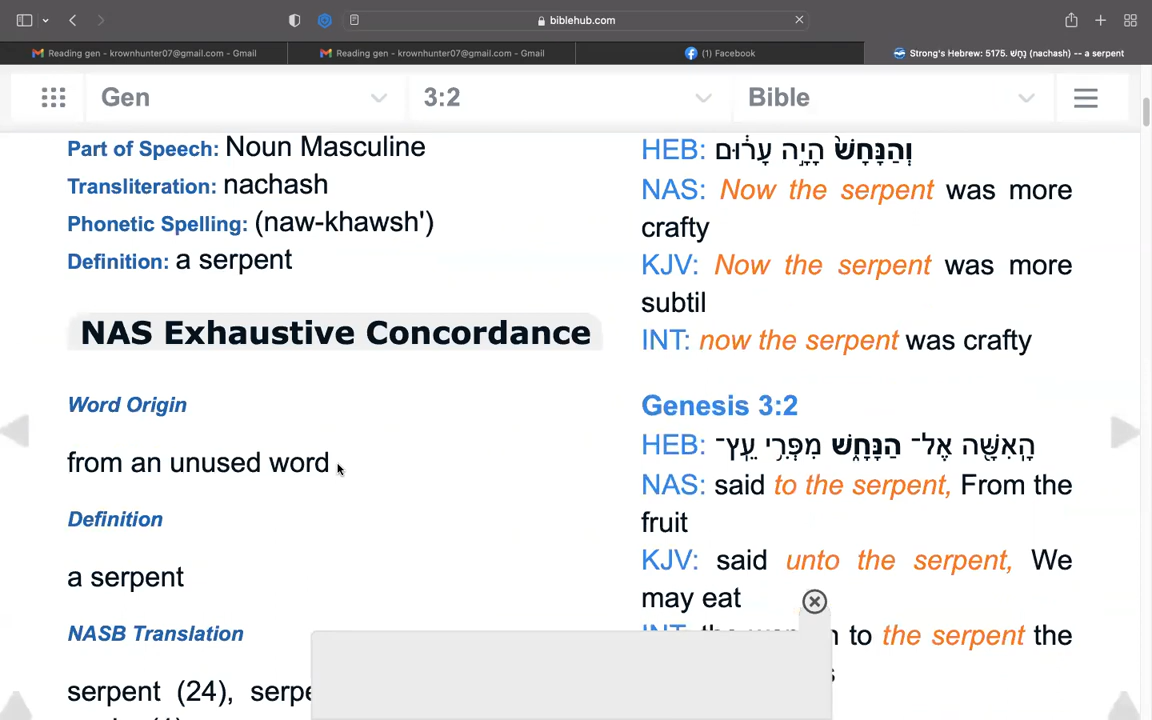 biblehub.com
Reading gen - krownhunter07@gmail.com - Gmail
Reading gen - krownhunter07@gmail.com - Gmail
(1) Facebook
Strong's Hebrew: 5175. נָחָשׁ (nachash) -- a serpent
Gen
3:2
Bible
Part of Speech: Noun Masculine
Transliteration: nachash
Phonetic Spelling: (naw-khawsh')
Definition: a serpent
NAS Exhaustive Concordance
Word Origin
from an unused word
Definition
a serpent
NASB Translation
serpent (24),
HEB: וְהַנָּחָשׁ֙ הָיָ֣ה עָר֔וּם
NAS: Now the serpent was more
crafty
KJV: Now the serpent was more
subtil
INT: now the serpent was crafty
Genesis 3:2
HEB: הָֽאִשָּׁ֖ה אֶל־ הַנָּחָ֑שׁ מִפְּרִ֥י עֵֽץ־
NAS: said to the serpent, From the
fruit
KJV: said unto the serpent, We
may eat
to the serpent the